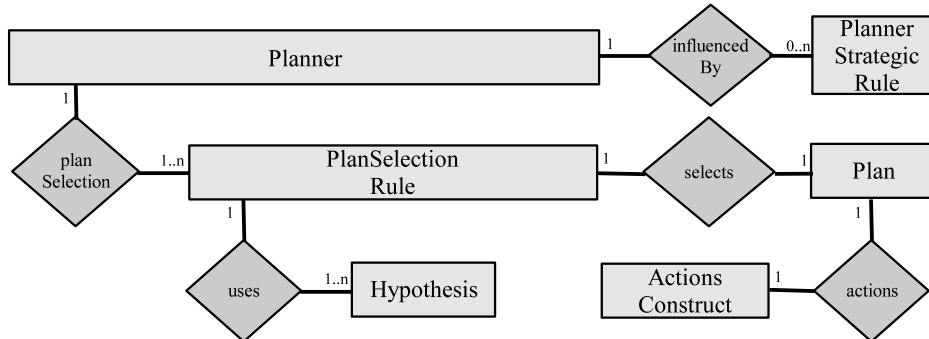 Planner
1
influenced
By
0..n
Planner
Strategic
Rule
1
plan
Selection
1..n
PlanSelection
Rule
1
selects
1
Plan
1
uses
1..n
Hypothesis
1
actions
1
Actions
Construct